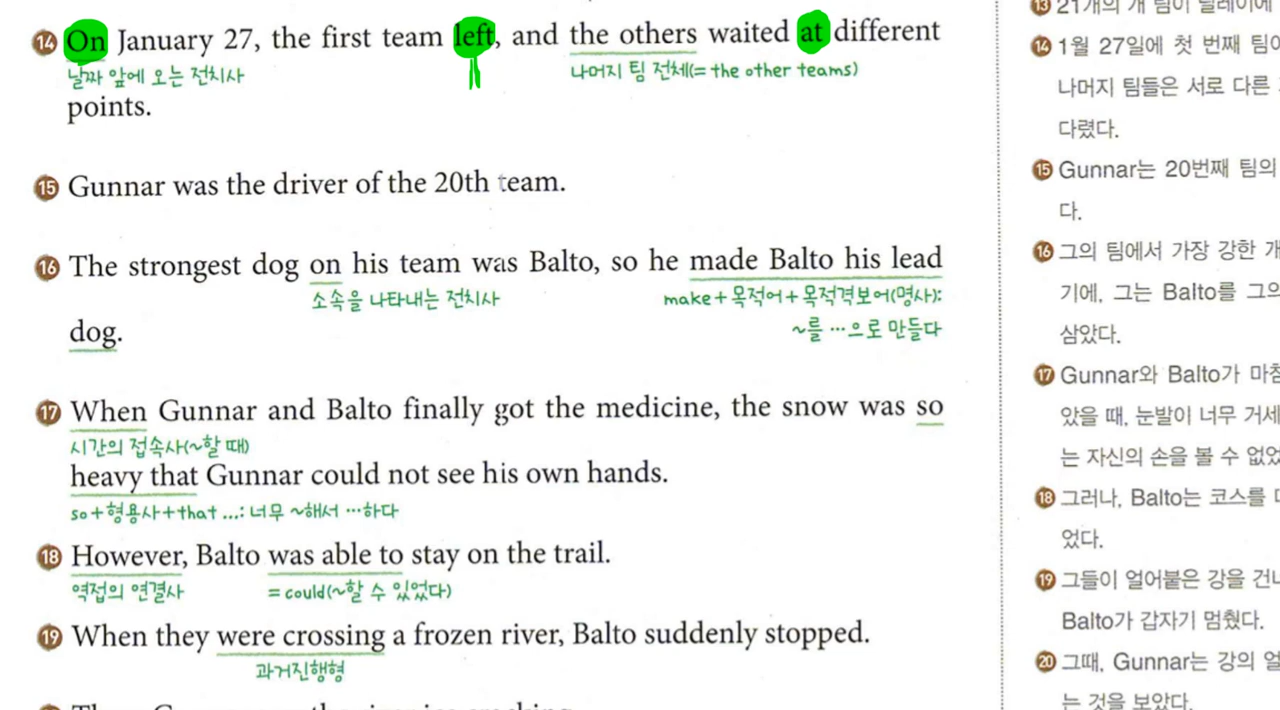 ⑭ On January 27, the first team left, and the others waited at different
날짜 앞에 오는 전치사
나머지 팀 전체(= the other teams)
points.
⑮ Gunnar was the driver of the 20th team.
⑯ The strongest dog on his team was Balto, so he made Balto his lead
소속을 나타내는 전치사
make+목적어+목적격보어(명사):
~를 …으로 만들다
dog.
⑰ When Gunnar and Balto finally got the medicine, the snow was so
시간의 접속사(~할 때)
heavy that Gunnar could not see his own hands.
so+형용사+that ...: 너무 ~해서 …하다
⑱ However, Balto was able to stay on the trail.
역접의 연결사
= could(~할 수 있었다)
⑲ When they were crossing a frozen river, Balto suddenly stopped.
과거진행형
⑬ 21개의 개 팀이 릴레이에
⑭ 1월 27일에 첫 번째 팀이
나머지 팀들은 서로 다른
다렸다.
⑮ Gunnar는 20번째 팀의
다.
⑯ 그의 팀에서 가장 강한 개
기에, 그는 Balto를 그의
삼았다.
⑰ Gunnar와 Balto가 마침
았을 때, 눈발이 너무 거세
는 자신의 손을 볼 수 없었
⑱ 그러나, Balto는 코스를
었다.
⑲ 그들이 얼어붙은 강을 건너
Balto가 갑자기 멈췄다.
⑳ 그때, Gunnar는 강의 얼
는 것을 보았다.